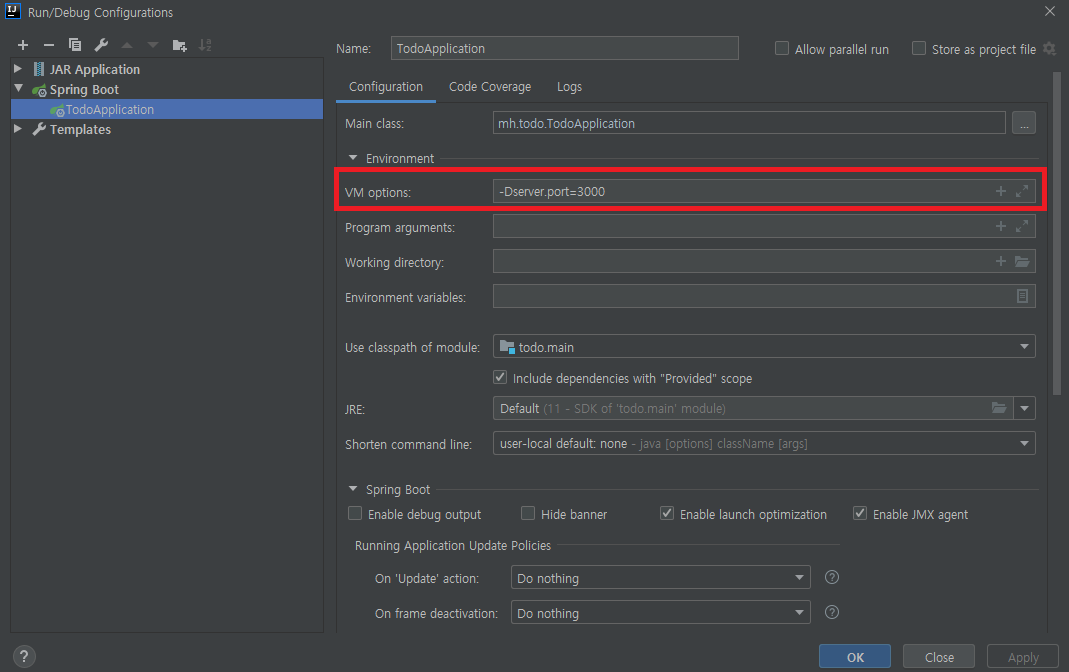 IJ Run/Debug Configurations
Name: TodoApplication Allow parallel run Store as project file
JAR Application
Spring Boot
TodoApplication
Templates
Configuration Code Coverage Logs
Main class: mh.todo.TodoApplication ...
Environment
VM options: -Dserver.port=3000
Program arguments:
Working directory:
Environment variables:
Use classpath of module: todo.main
Include dependencies with "Provided" scope
JRE: Default (11 - SDK of 'todo.main' module)
Shorten command line: user-local default: none - java [options] className [args]
Spring Boot
Enable debug output Hide banner Enable launch optimization Enable JMX agent
Running Application Update Policies
On 'Update' action: Do nothing ?
On frame deactivation: Do nothing ?
? OK Close Apply